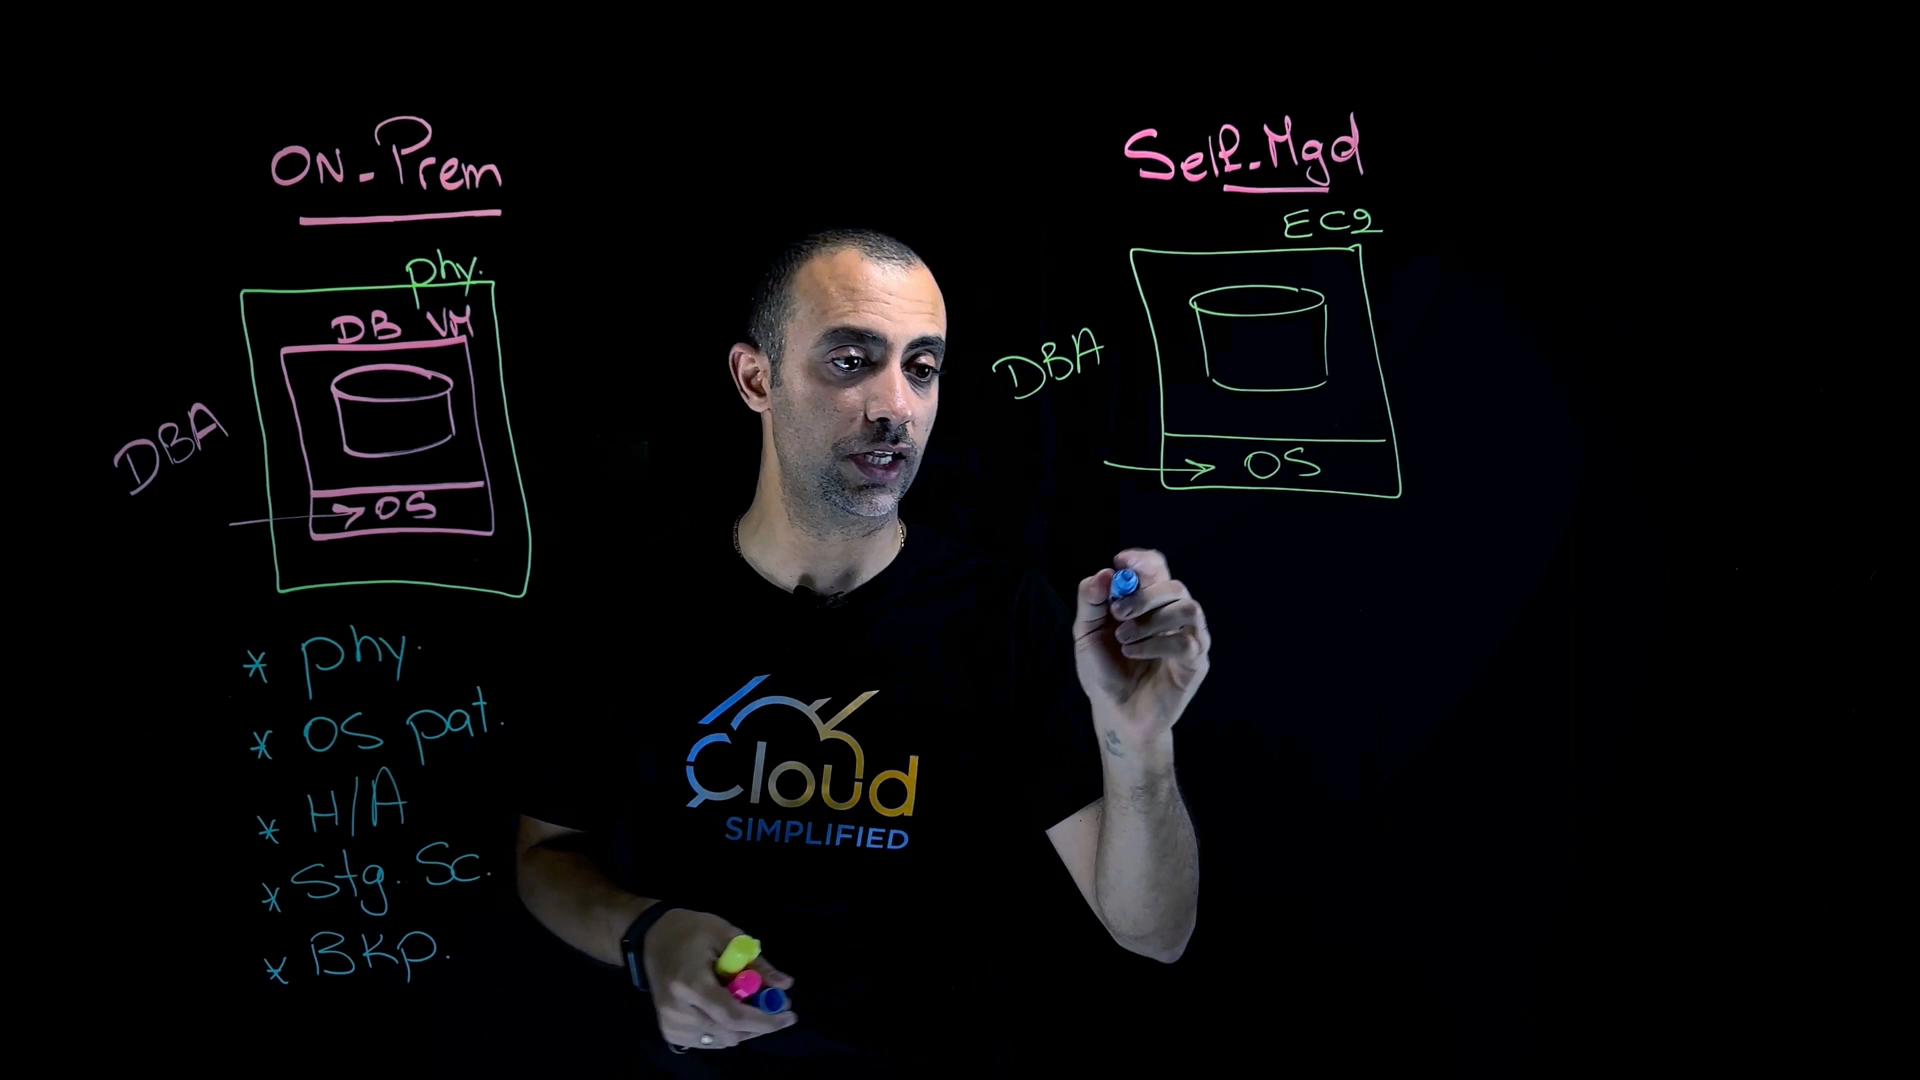 ON-Prem
phy.
DB VM
DBA
OS
* phy.
* OS pat.
* H/A
* Stg. Sc.
* BKP.
Cloud
SIMPLIFIED
Self-Mgd
EC2
DBA
OS